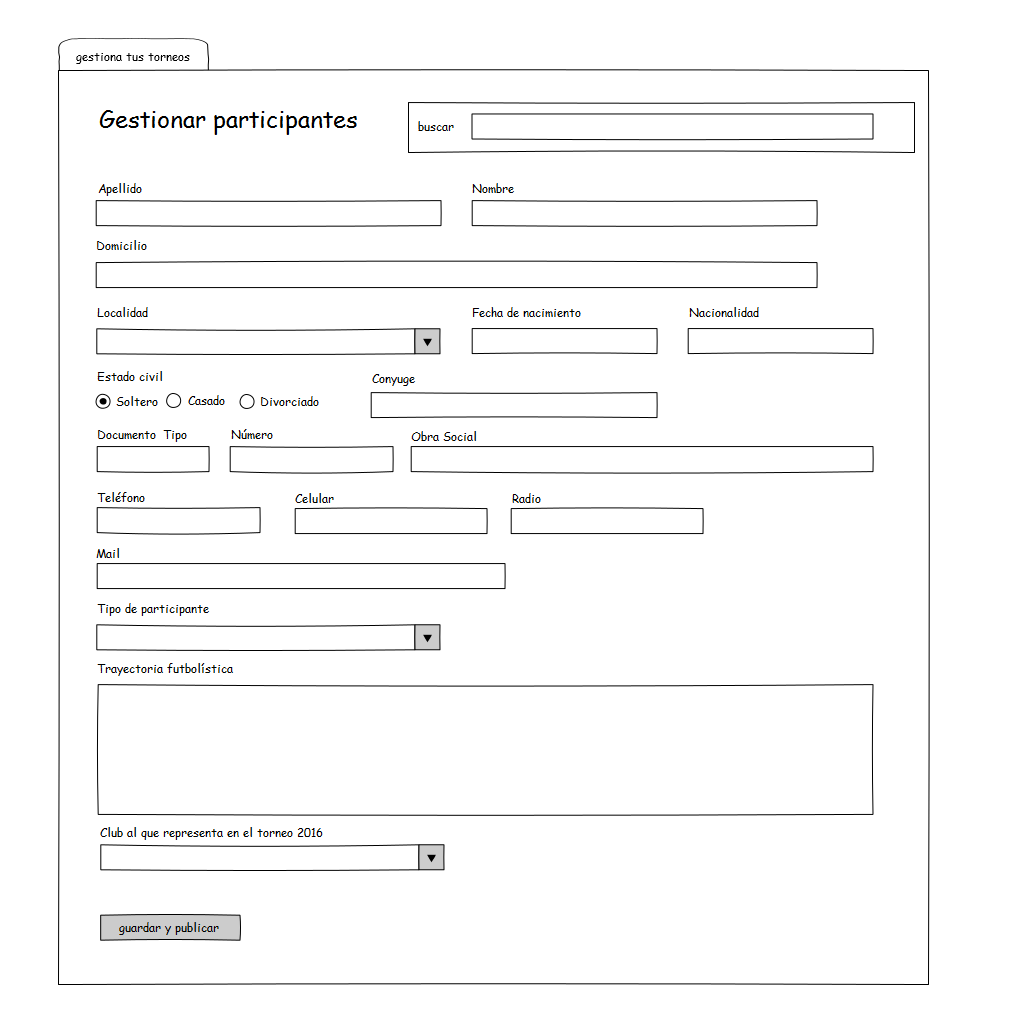 gestiona tus torneos
Gestionar participantes
buscar
Apellido Nombre
Domicilio
Localidad Fecha de nacimiento Nacionalidad
Estado civil Conyuge
Soltero Casado Divorciado
Documento Tipo Número Obra Social
Teléfono Celular Radio
Mail
Tipo de participante
Trayectoria futbolística
Club al que representa en el torneo 2016
guardar y publicar